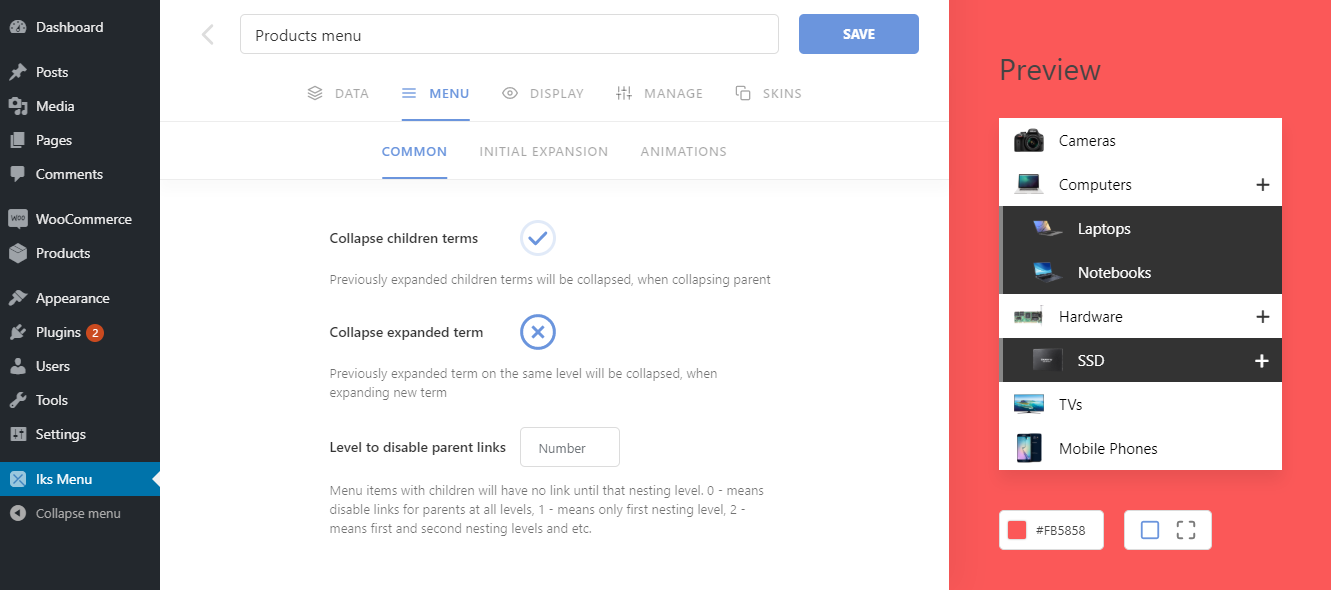 Dashboard
Posts
Media
Pages
Comments
WOO
WooCommerce
Products
Appearance
Plugins 2
Users
Tools
Settings
Iks Menu
Collapse menu
Products menu
SAVE
DATA
MENU
DISPLAY
MANAGE
SKINS
COMMON
INITIAL EXPANSION
ANIMATIONS
Collapse children terms
Previously expanded children terms will be collapsed, when collapsing parent
Collapse expanded term
Previously expanded term on the same level will be collapsed, when
expanding new term
Level to disable parent links
Number
Menu items with children will have no link until that nesting level. 0 - means
disable links for parents at all levels, 1 - means only first nesting level, 2 -
means first and second nesting levels and etc.
Preview
Cameras
Computers
Laptops
Notebooks
Hardware
SSD
TVs
Mobile Phones
#FB5858